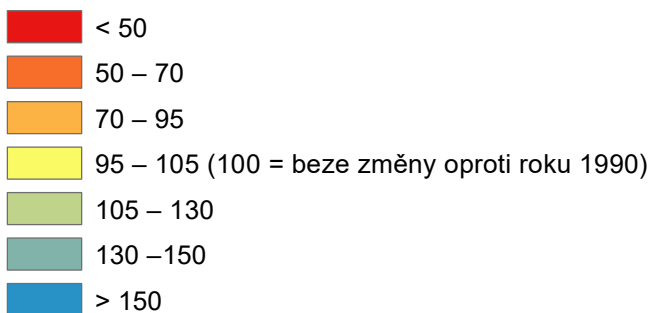 < 50
50 – 70
70 – 95
95 – 105 (100 = beze změny oproti roku 1990)
105 – 130
130 –150
> 150